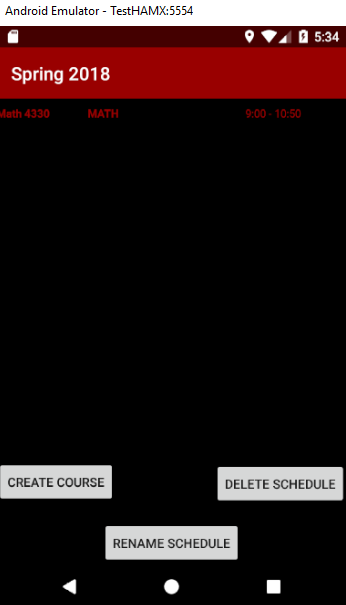 Android Emulator - TestHAMX:5554
5:34
Spring 2018
Math 4330 MATH 9:00 - 10:50
CREATE COURSE DELETE SCHEDULE
RENAME SCHEDULE